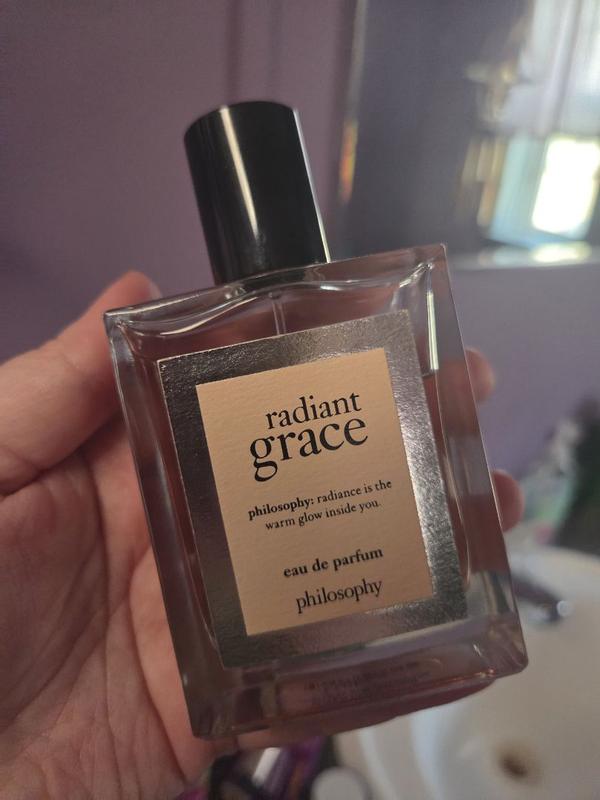 radiant
grace
philosophy: radiance is the
warm glow inside you.
eau de parfum
philosophy